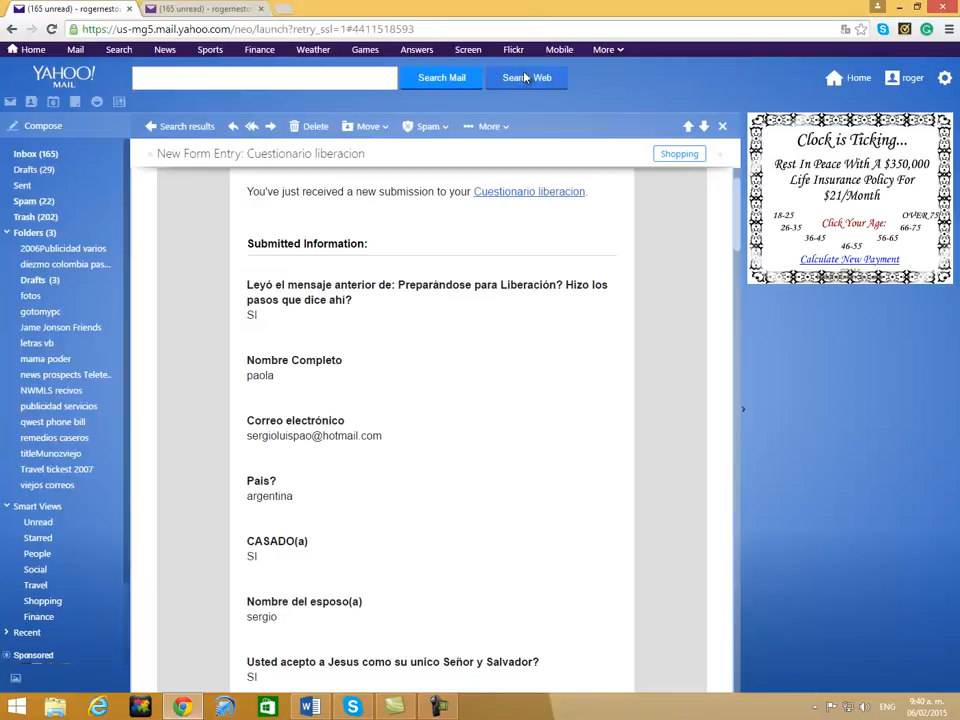 (165 unread) - rogernesto
(165 unread) - rogernesto
https://us-mg5.mail.yahoo.com/neo/launch?retry_ssl=1#4411518593
Home Mail Search News Sports Finance Weather Games Answers Screen Flickr Mobile More
YAHOO!
MAIL
Search Mail
Search Web
Home
roger
Compose
Search results
Delete
Move
Spam
More
Inbox (165)
Drafts (29)
Sent
Spam (22)
Trash (202)
Folders (3)
2006Publicidad varios
diezmo colombia pas...
Drafts (3)
fotos
gotomypc
Jame Jonson Friends
letras vb
mama poder
news prospects Telete..
NWMLS recivos
publicidad servicios
qwest phone bill
remedios caseros
titleMunozviejo
Travel tickest 2007
viejos correos
Smart Views
Unread
Starred
People
Social
Travel
Shopping
Finance
Recent
Sponsored
New Form Entry: Cuestionario liberacion
Shopping
You've just received a new submission to your Cuestionario liberacion.
Submitted Information:
Leyó el mensaje anterior de: Preparándose para Liberación? Hizo los
pasos que dice ahí?
SI
Nombre Completo
paola
Correo electrónico
sergioluispao@hotmail.com
Pais?
argentina
CASADO(a)
SI
Nombre del esposo(a)
sergio
Usted acepto a Jesus como su unico Señor y Salvador?
SI
Clock is Ticking...
Rest In Peace With A $350,000
Life Insurance Policy For
$21/Month
18-25
26-35
36-45
46-55
56-65
66-75
OVER 75
Click Your Age:
Calculate New Payment
ENG
9:40 a. m.
06/02/2015